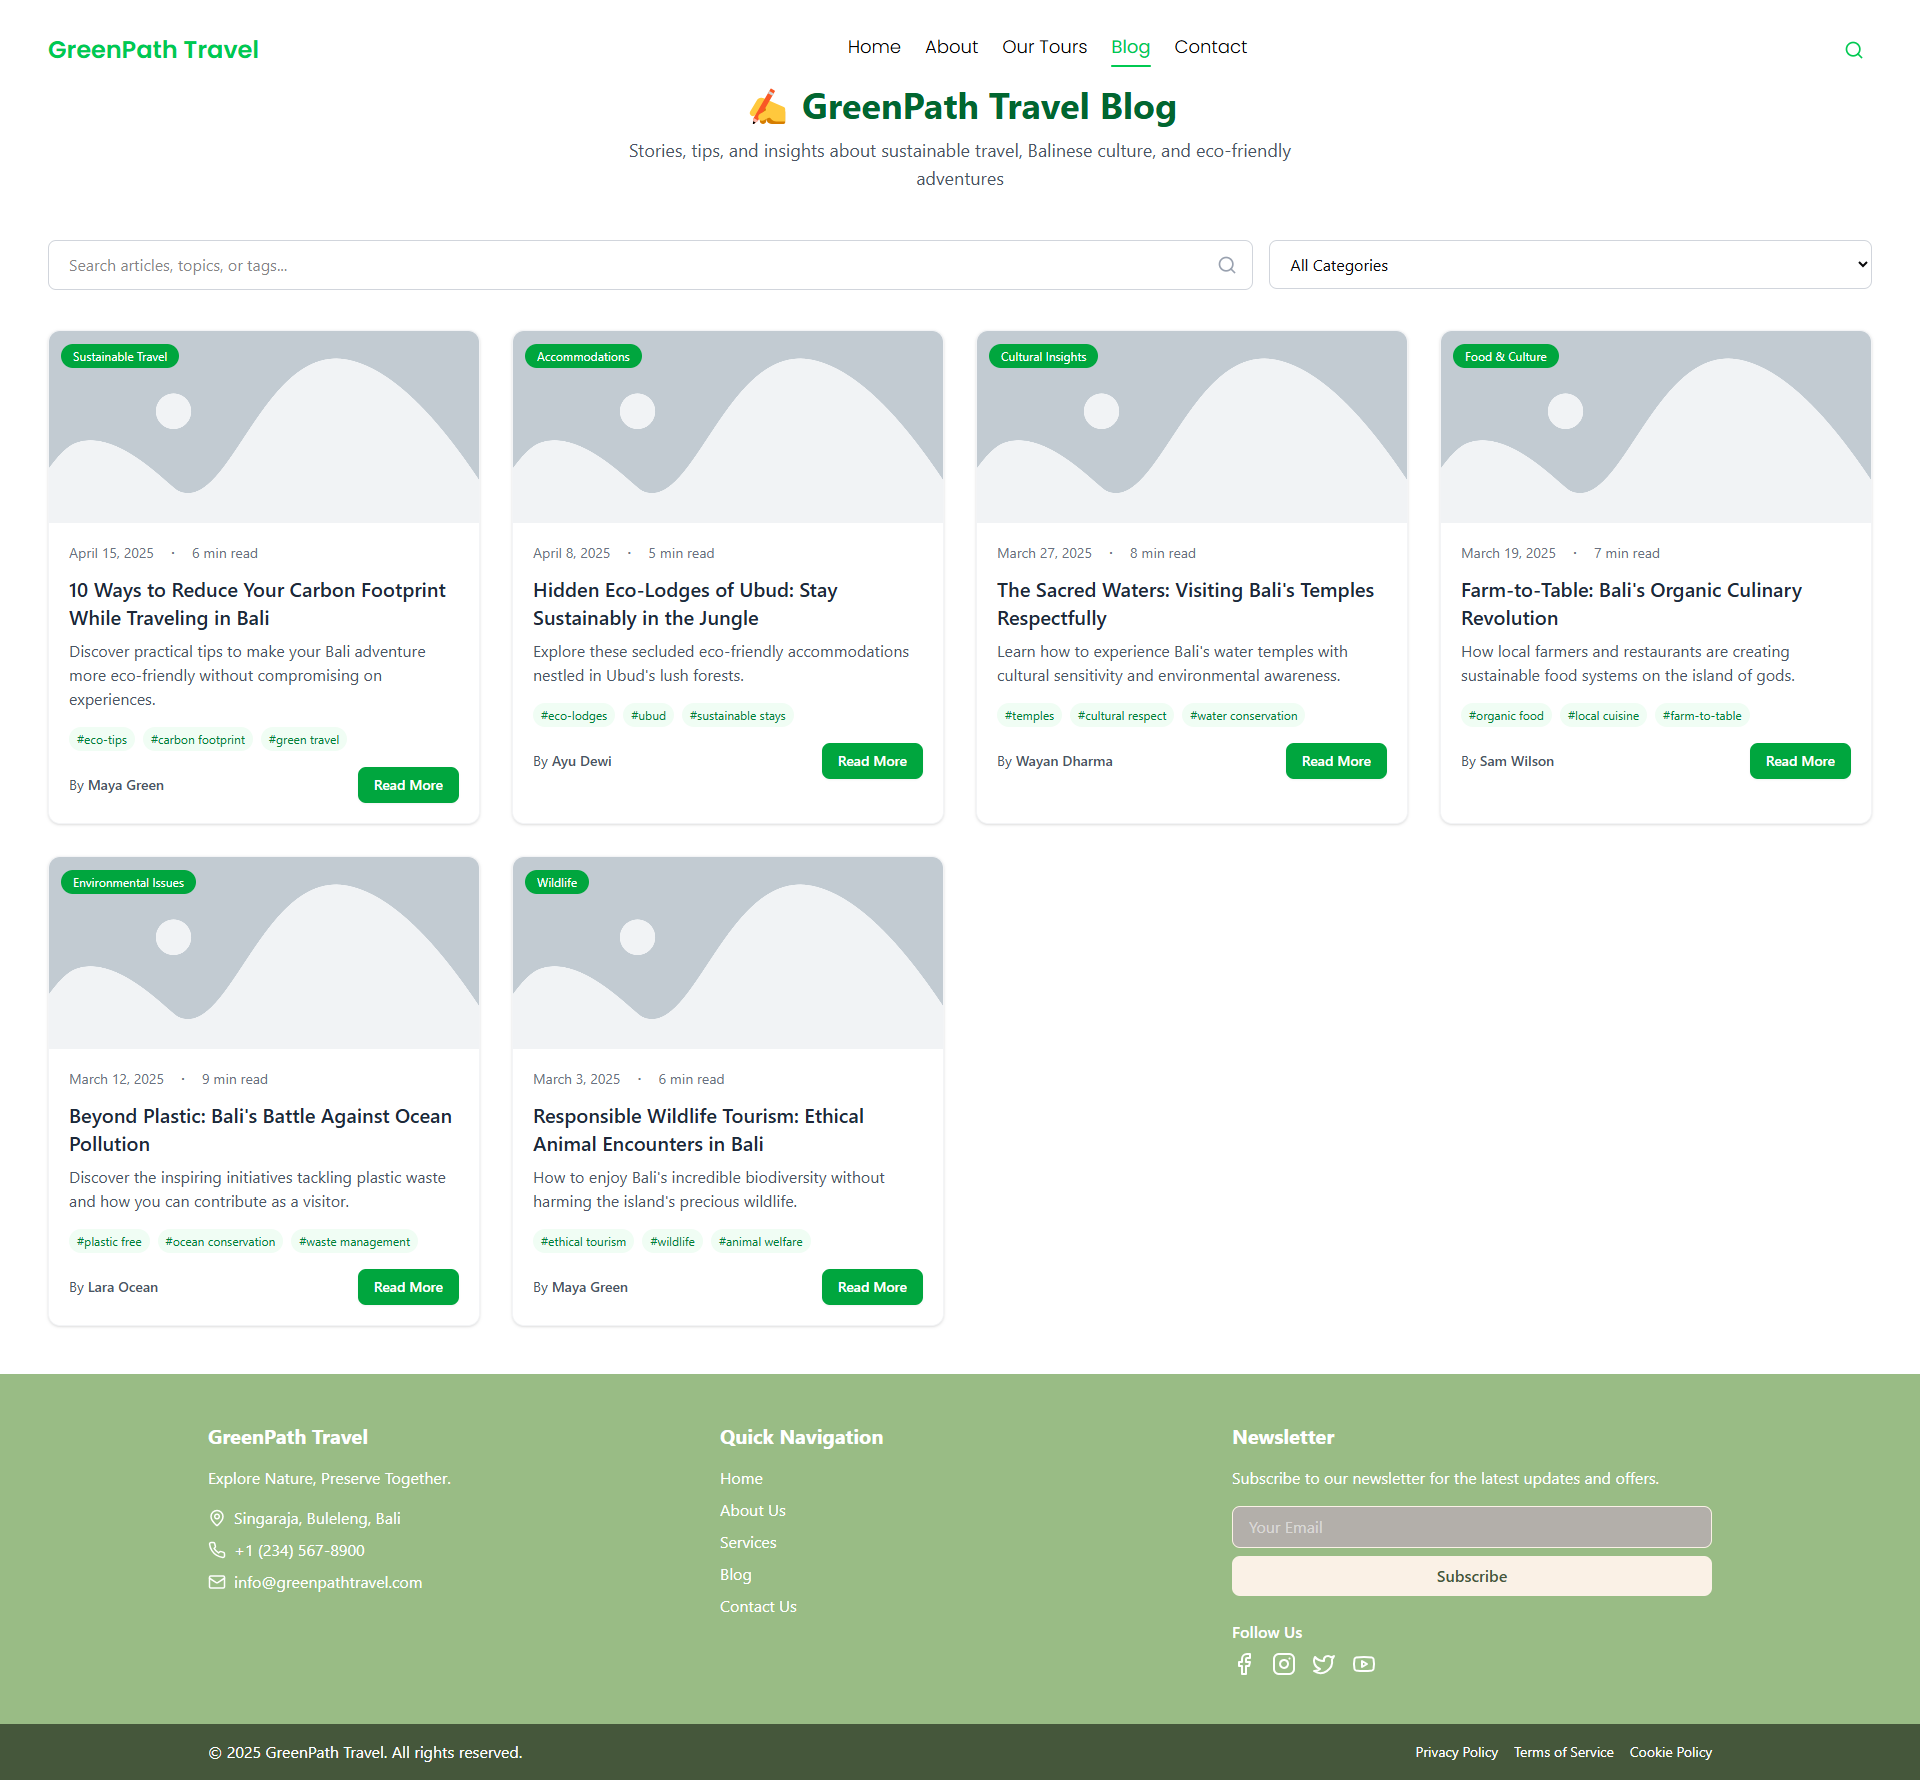 GreenPath Travel
Home About Our Tours Blog Contact
✍️ GreenPath Travel Blog
Stories, tips, and insights about sustainable travel, Balinese culture, and eco-friendly
adventures
Search articles, topics, or tags...
All Categories
Sustainable Travel
April 15, 2025 · 6 min read
10 Ways to Reduce Your Carbon Footprint
While Traveling in Bali
Discover practical tips to make your Bali adventure
more eco-friendly without compromising on
experiences.
#eco-tips #carbon footprint #green travel
By Maya Green
Read More
Accommodations
April 8, 2025 · 5 min read
Hidden Eco-Lodges of Ubud: Stay
Sustainably in the Jungle
Explore these secluded eco-friendly accommodations
nestled in Ubud's lush forests.
#eco-lodges #ubud #sustainable stays
By Ayu Dewi
Read More
Cultural Insights
March 27, 2025 · 8 min read
The Sacred Waters: Visiting Bali's Temples
Respectfully
Learn how to experience Bali's water temples with
cultural sensitivity and environmental awareness.
#temples #cultural respect #water conservation
By Wayan Dharma
Read More
Food & Culture
March 19, 2025 · 7 min read
Farm-to-Table: Bali's Organic Culinary
Revolution
How local farmers and restaurants are creating
sustainable food systems on the island of gods.
#organic food #local cuisine #farm-to-table
By Sam Wilson
Read More
Environmental Issues
March 12, 2025 · 9 min read
Beyond Plastic: Bali's Battle Against Ocean
Pollution
Discover the inspiring initiatives tackling plastic waste
and how you can contribute as a visitor.
#plastic free #ocean conservation #waste management
By Lara Ocean
Read More
Wildlife
March 3, 2025 · 6 min read
Responsible Wildlife Tourism: Ethical
Animal Encounters in Bali
How to enjoy Bali's incredible biodiversity without
harming the island's precious wildlife.
#ethical tourism #wildlife #animal welfare
By Maya Green
Read More
GreenPath Travel
Explore Nature, Preserve Together.
Singaraja, Buleleng, Bali
+1 (234) 567-8900
info@greenpathtravel.com
Quick Navigation
Home
About Us
Services
Blog
Contact Us
Newsletter
Subscribe to our newsletter for the latest updates and offers.
Your Email
Subscribe
Follow Us
© 2025 GreenPath Travel. All rights reserved.
Privacy Policy Terms of Service Cookie Policy